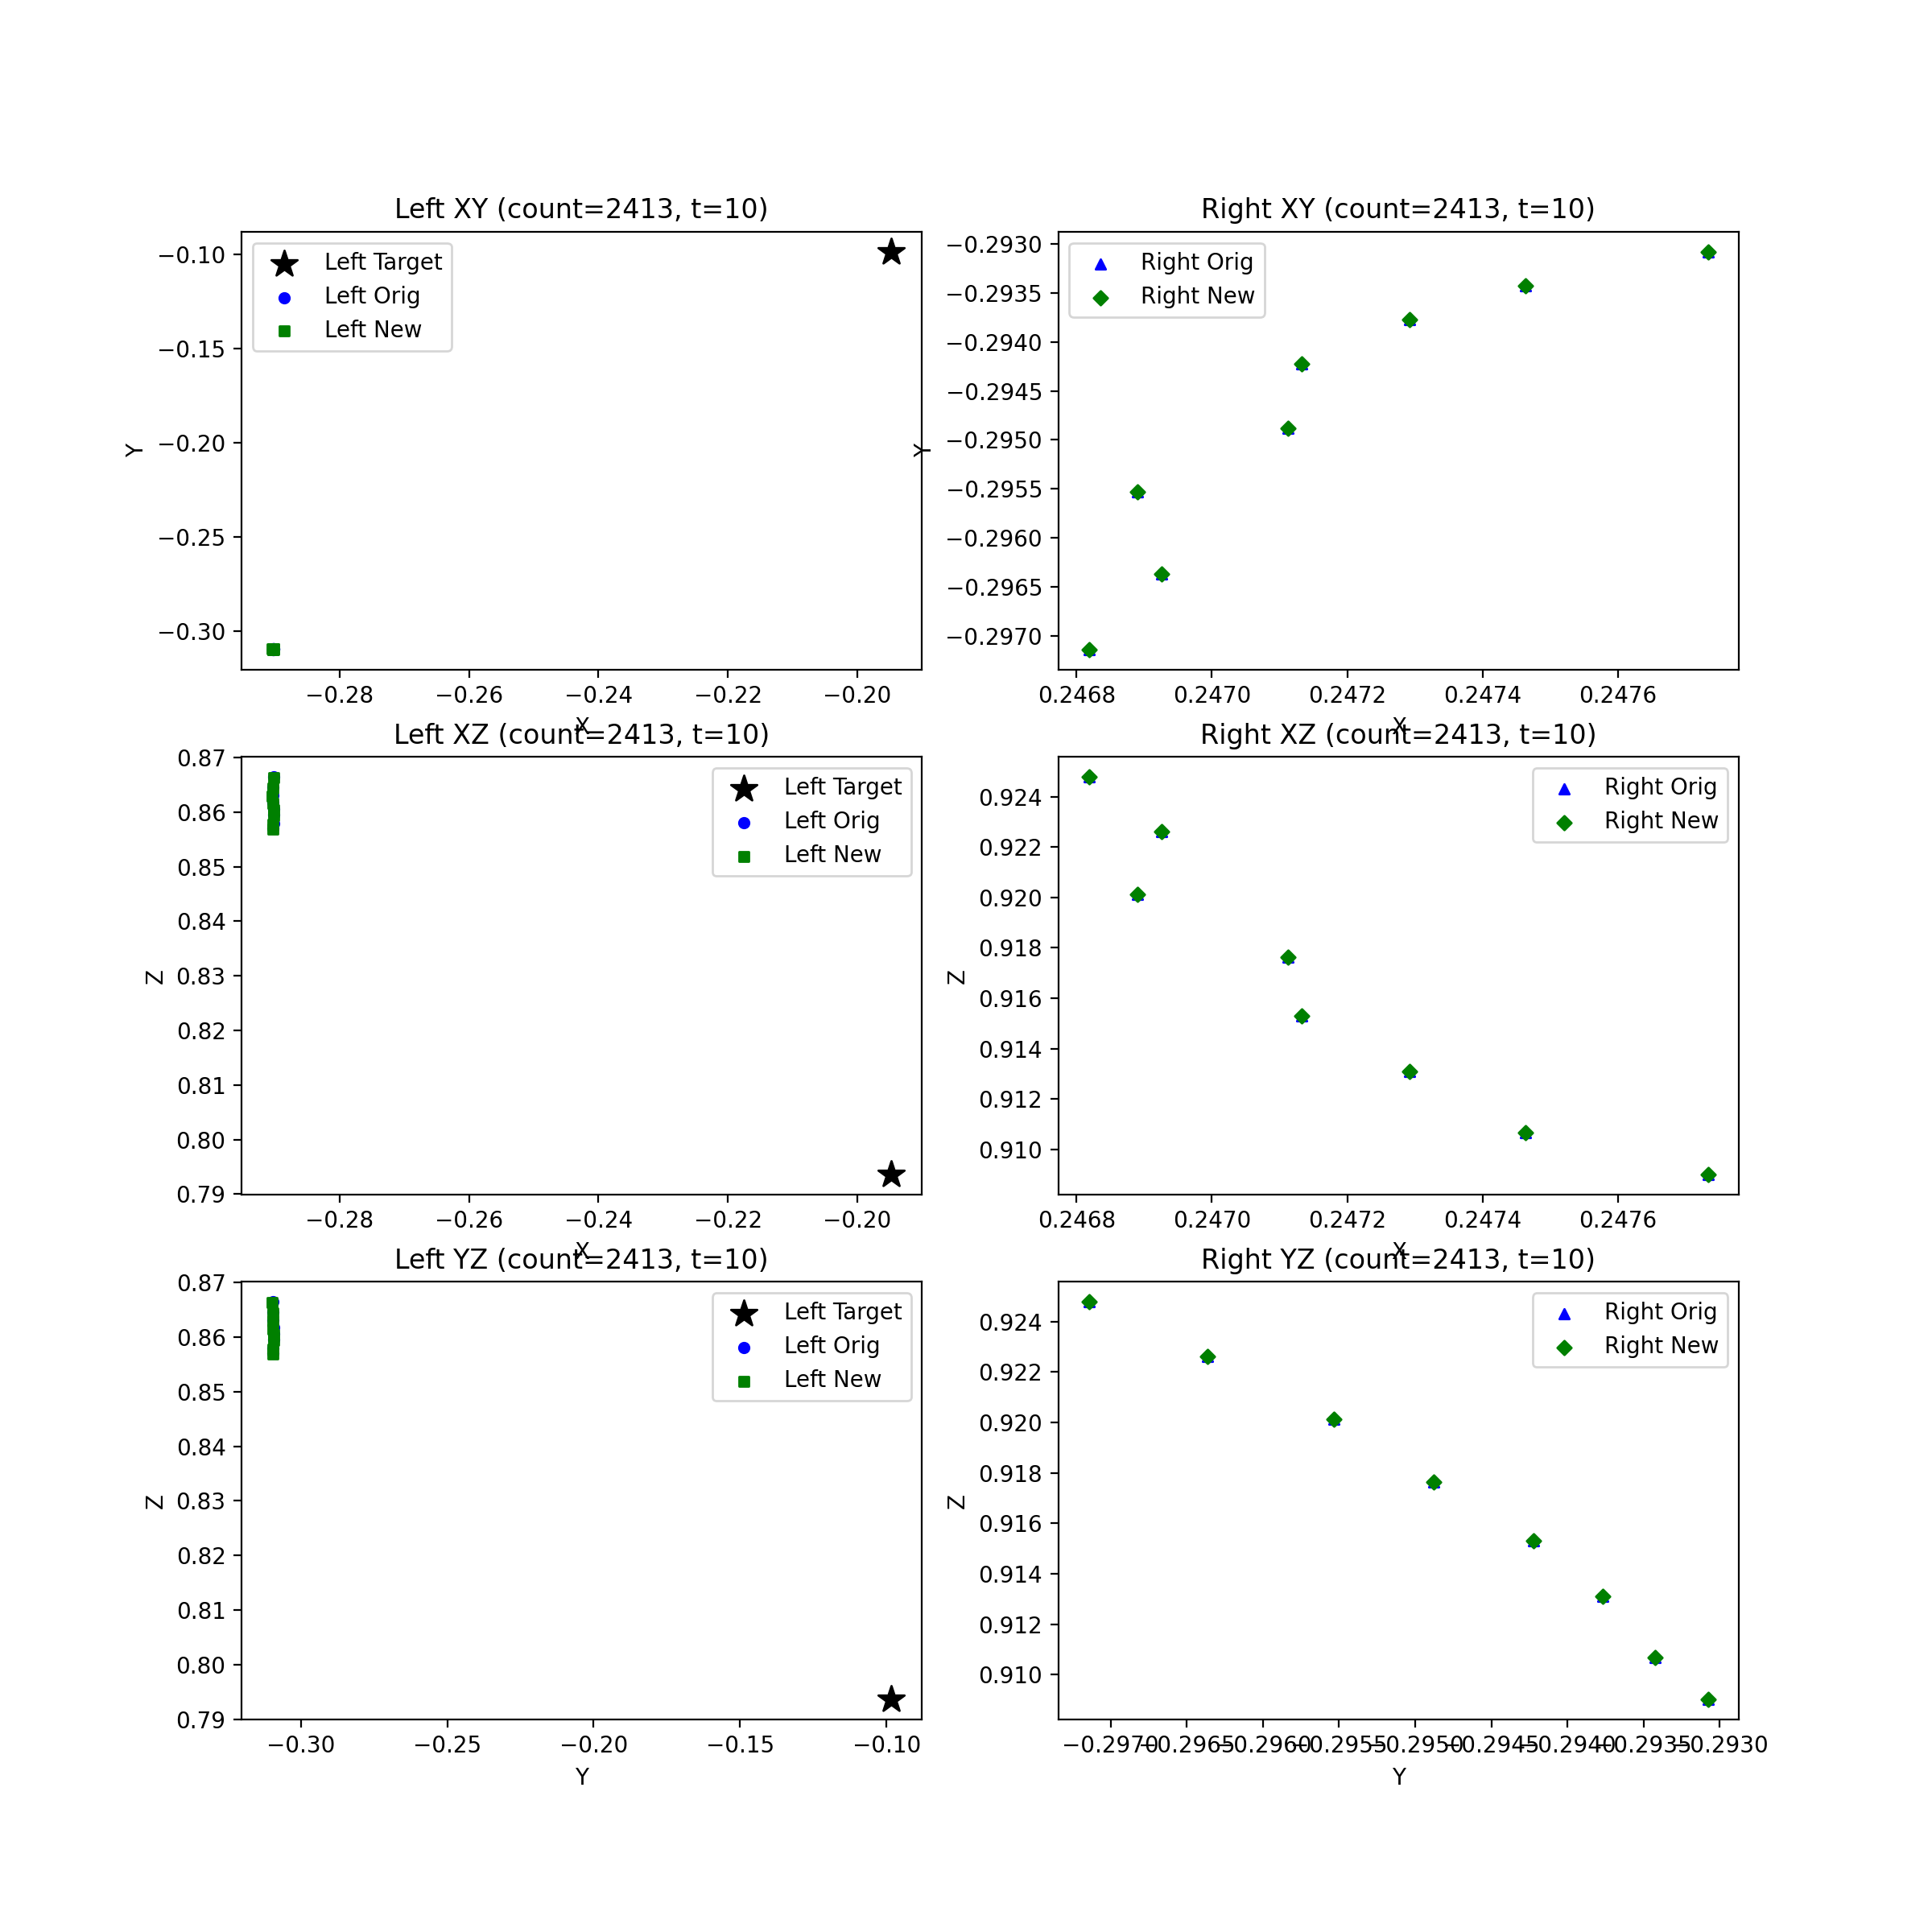 Left XY (count=2413, t=10)
Left Target
Left Orig
Left New
Y
−0.10
−0.15
−0.20
−0.25
−0.30
−0.28
−0.26
−0.24
−0.22
−0.20
X
Right XY (count=2413, t=10)
Right Orig
Right New
Y
−0.2930
−0.2935
−0.2940
−0.2945
−0.2950
−0.2955
−0.2960
−0.2965
−0.2970
0.2468
0.2470
0.2472
0.2474
0.2476
X
Left XZ (count=2413, t=10)
Left Target
Left Orig
Left New
Z
0.87
0.86
0.85
0.84
0.83
0.82
0.81
0.80
0.79
−0.28
−0.26
−0.24
−0.22
−0.20
X
Right XZ (count=2413, t=10)
Right Orig
Right New
Z
0.924
0.922
0.920
0.918
0.916
0.914
0.912
0.910
0.2468
0.2470
0.2472
0.2474
0.2476
X
Left YZ (count=2413, t=10)
Left Target
Left Orig
Left New
Z
0.87
0.86
0.85
0.84
0.83
0.82
0.81
0.80
0.79
−0.30
−0.25
−0.20
−0.15
−0.10
Y
Right YZ (count=2413, t=10)
Right Orig
Right New
Z
0.924
0.922
0.920
0.918
0.916
0.914
0.912
0.910
−0.2970
−0.2965
−0.2960
−0.2955
−0.2950
−0.2945
−0.2940
−0.2935
−0.2930
Y